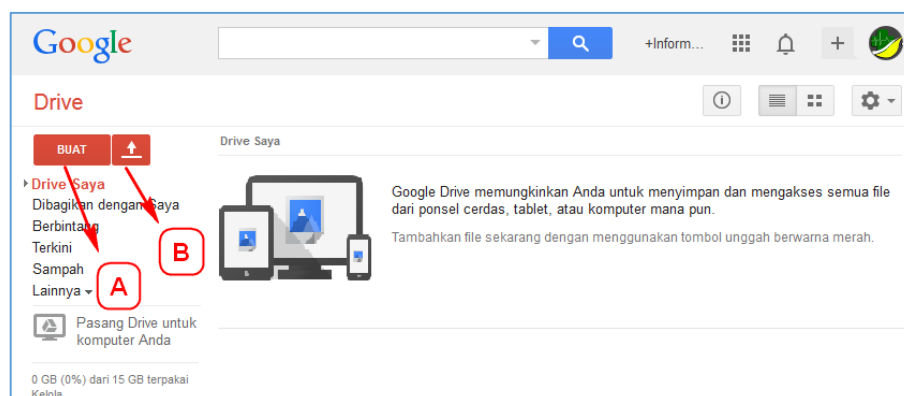 Google
+Inform...
Drive
BUAT
Drive Saya
Drive Saya
Dibagikan dengan Saya
Berbintang
Terkini
Sampah
Lainnya
A
B
Google Drive memungkinkan Anda untuk menyimpan dan mengakses semua file
dari ponsel cerdas, tablet, atau komputer mana pun.
Tambahkan file sekarang dengan menggunakan tombol unggah berwarna merah.
Pasang Drive untuk
komputer Anda
0 GB (0%) dari 15 GB terpakai
Kelola